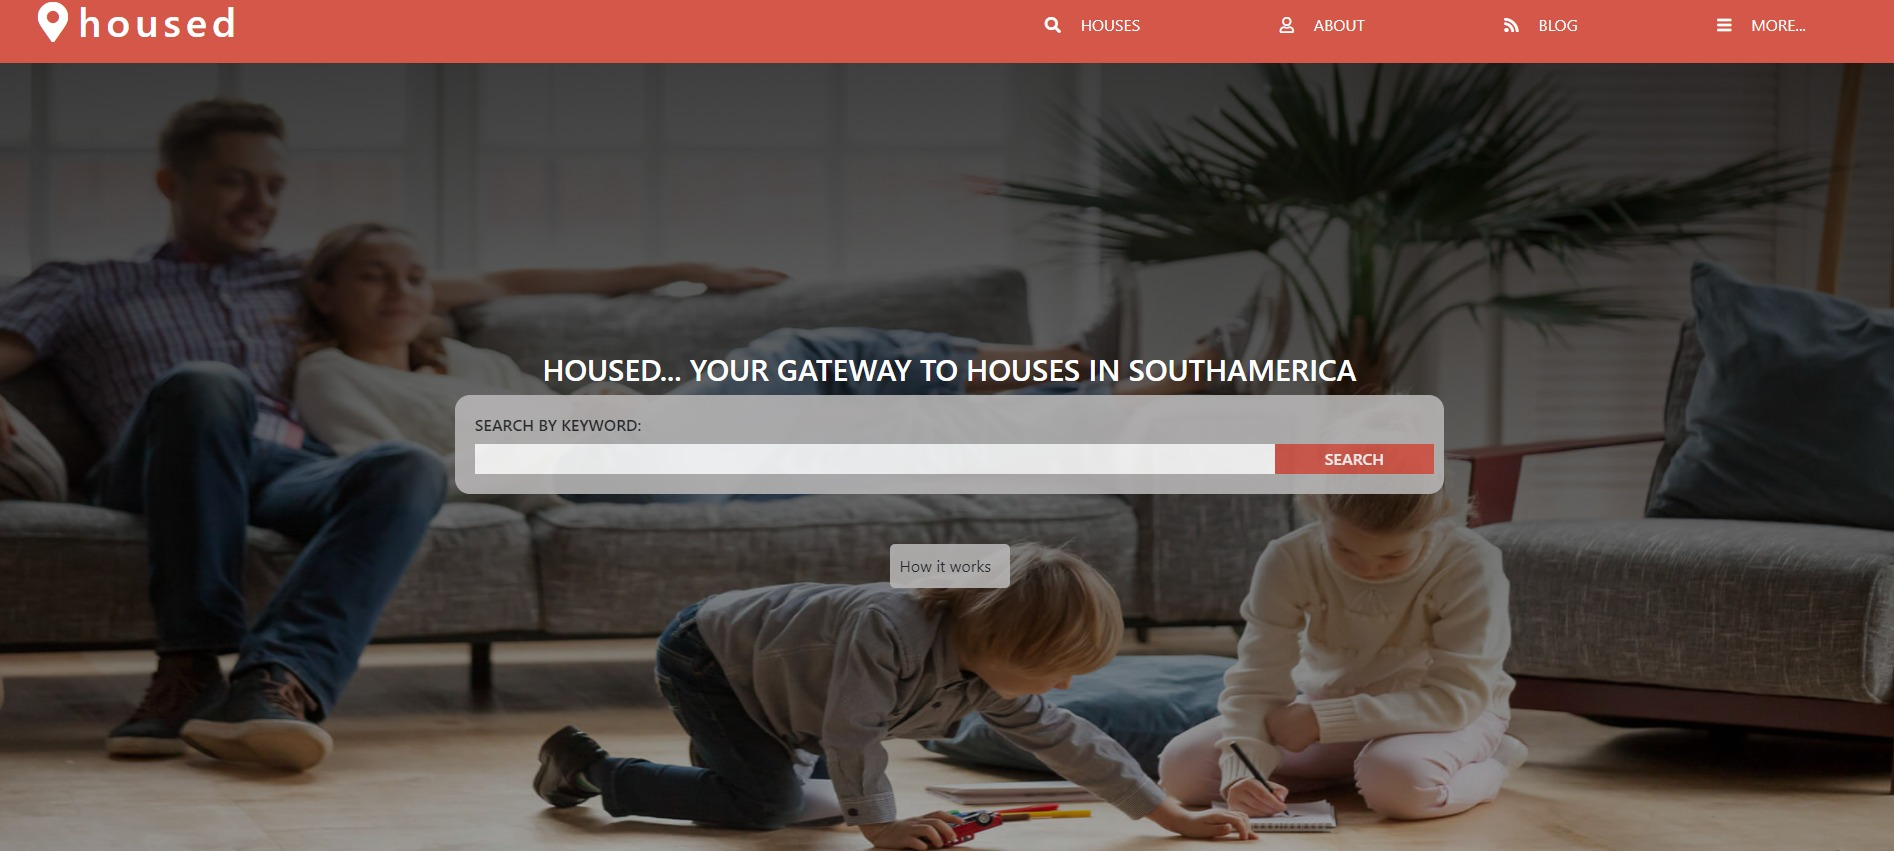 housed
HOUSES
ABOUT
BLOG
MORE...
HOUSED... YOUR GATEWAY TO HOUSES IN SOUTHAMERICA
SEARCH BY KEYWORD:
SEARCH
How it works